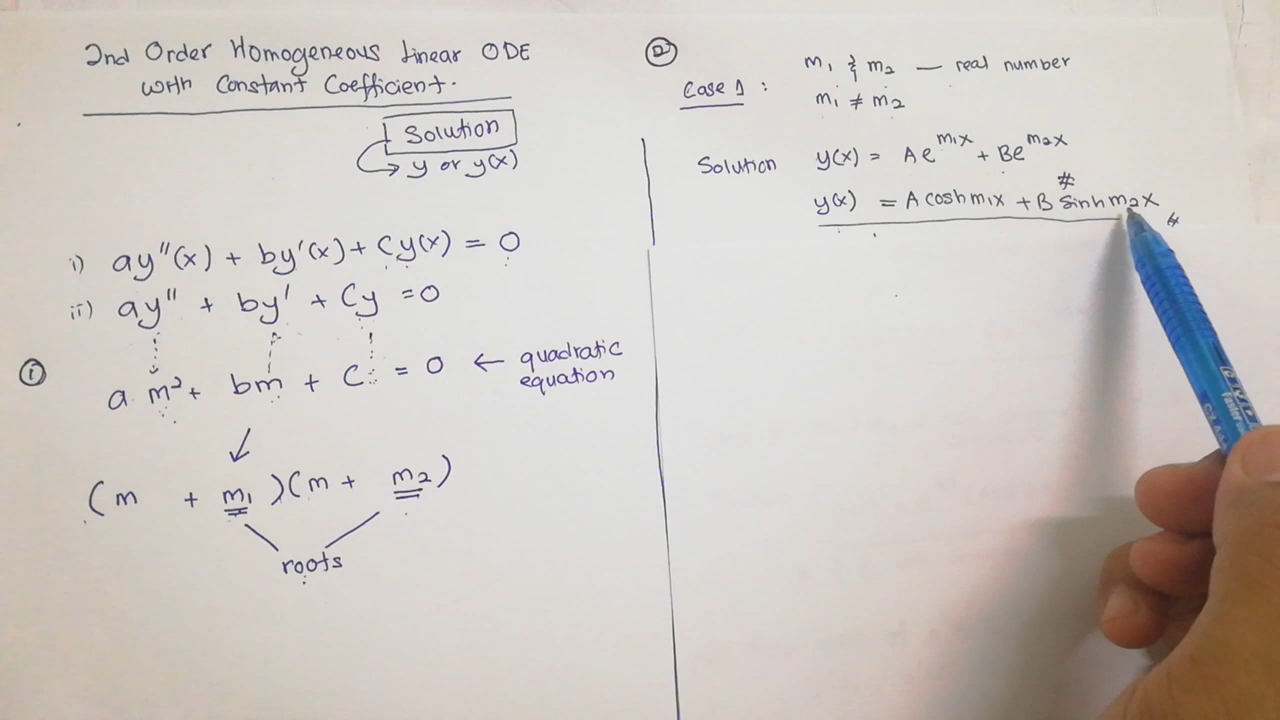 2nd Order Homogeneous Linear ODE
with Constant Coefficient.
Solution
y or y(x)
i) ay''(x) + by'(x) + Cy(x) = 0
ii) ay'' + by' + Cy = 0
① a m² + bm + C = 0 ← quadratic
equation
(m + m₁)(m + m₂)
roots
②
Case 1 : m₁ & m₂ — real number
m₁ ≠ m₂
Solution y(x) = Ae^m₁x + Be^m₂x
#
y(x) = A cosh m₁x + B sinh m₂x
#